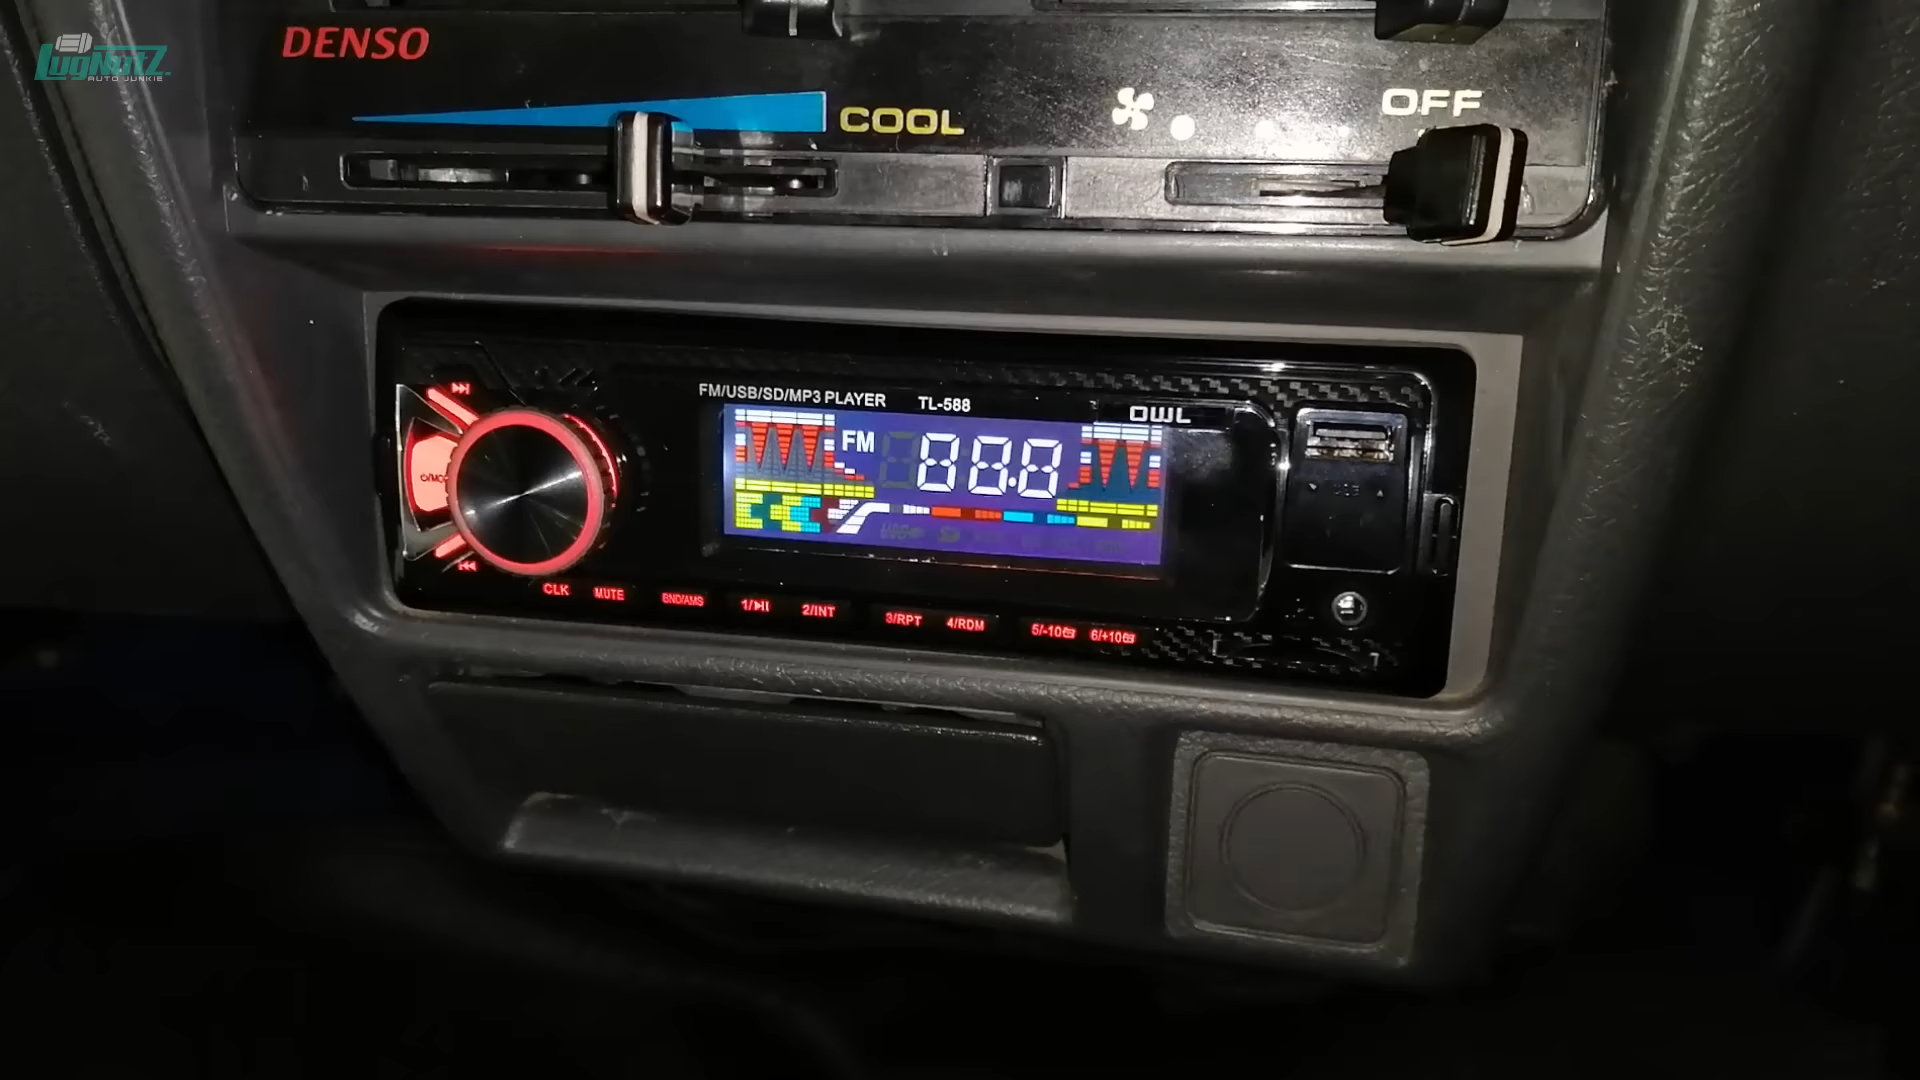 LugNutZ
AUTO JUNKIE
DENSO
COOL
OFF
FM/USB/SD/MP3 PLAYER
TL-588
OWL
FM
888
CLK
MUTE
BND/AMS
1/
2/INT
3/RPT
4/RDM
5/-10
6/+10